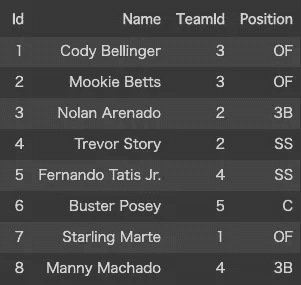 Id Name TeamId Position
1 Cody Bellinger 3 OF
2 Mookie Betts 3 OF
3 Nolan Arenado 2 3B
4 Trevor Story 2 SS
5 Fernando Tatis Jr. 4 SS
6 Buster Posey 5 C
7 Starling Marte 1 OF
8 Manny Machado 4 3B